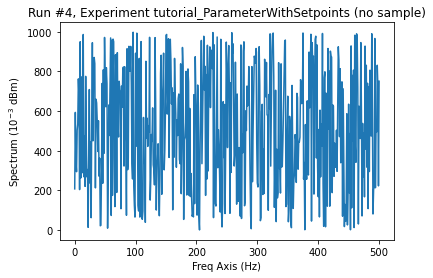 Run #4, Experiment tutorial_ParameterWithSetpoints (no sample)
1000
800
600
400
200
0
Spectrum (10⁻³ dBm)
0 100 200 300 400 500
Freq Axis (Hz)